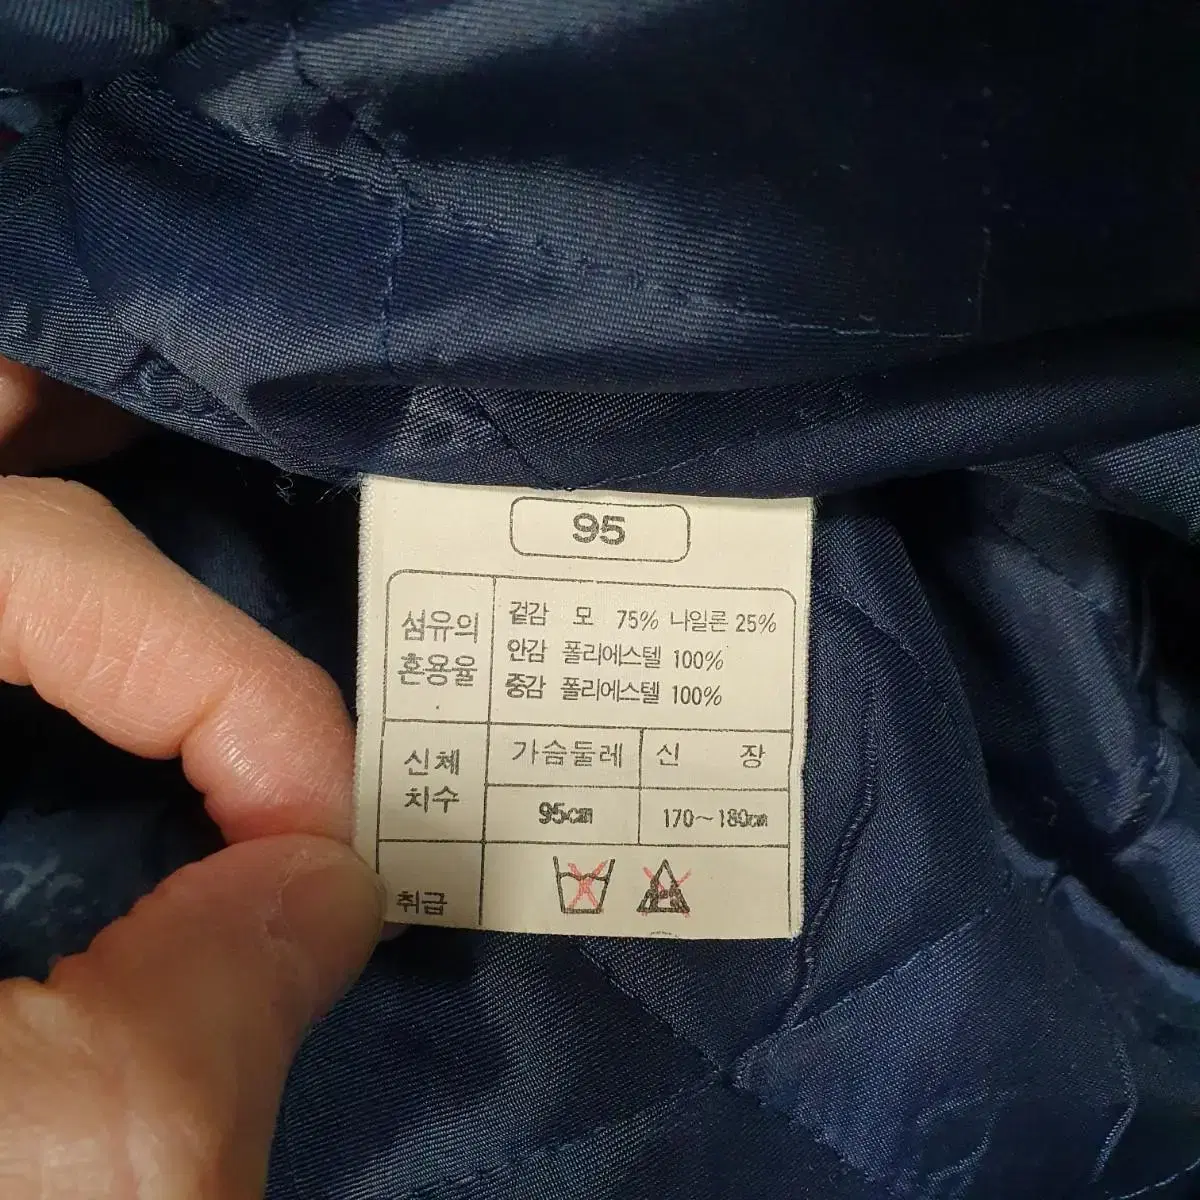 95
섬유의
혼용율
겉감 모 75% 나일론 25%
안감 폴리에스텔 100%
중감 폴리에스텔 100%
신체
치수
가슴둘레
신 장
95cm
170~180cm
취급